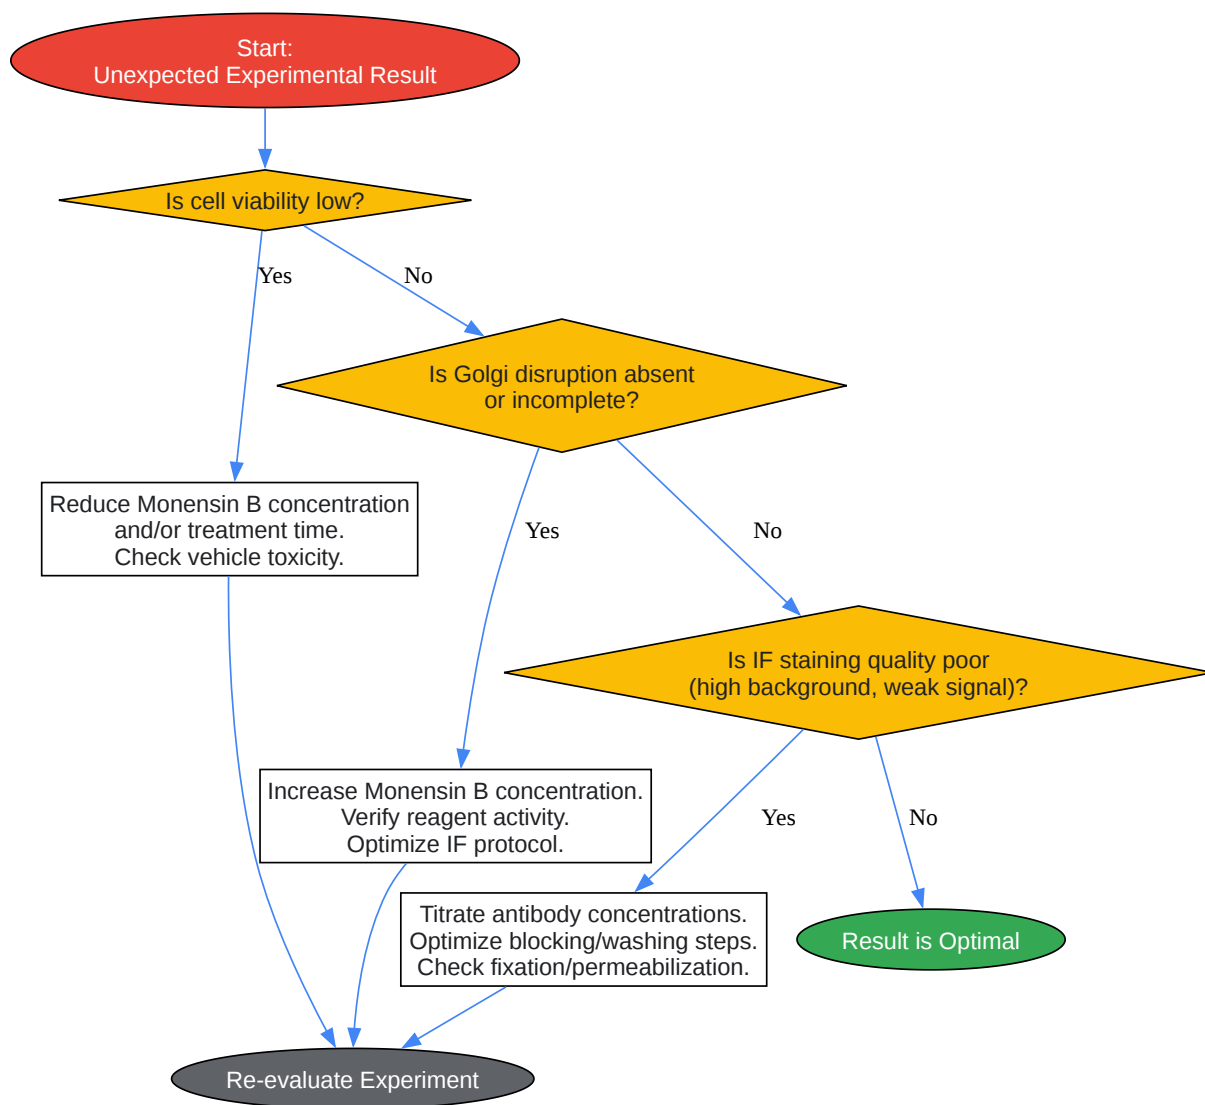 Start:
Unexpected Experimental Result
Is cell viability low?
Yes
No
Is Golgi disruption absent
or incomplete?
Reduce Monensin B concentration
and/or treatment time.
Check vehicle toxicity.
Yes
No
Is IF staining quality poor
(high background, weak signal)?
Increase Monensin B concentration.
Verify reagent activity.
Optimize IF protocol.
Yes
No
Titrate antibody concentrations.
Optimize blocking/washing steps.
Check fixation/permeabilization.
Result is Optimal
Re-evaluate Experiment